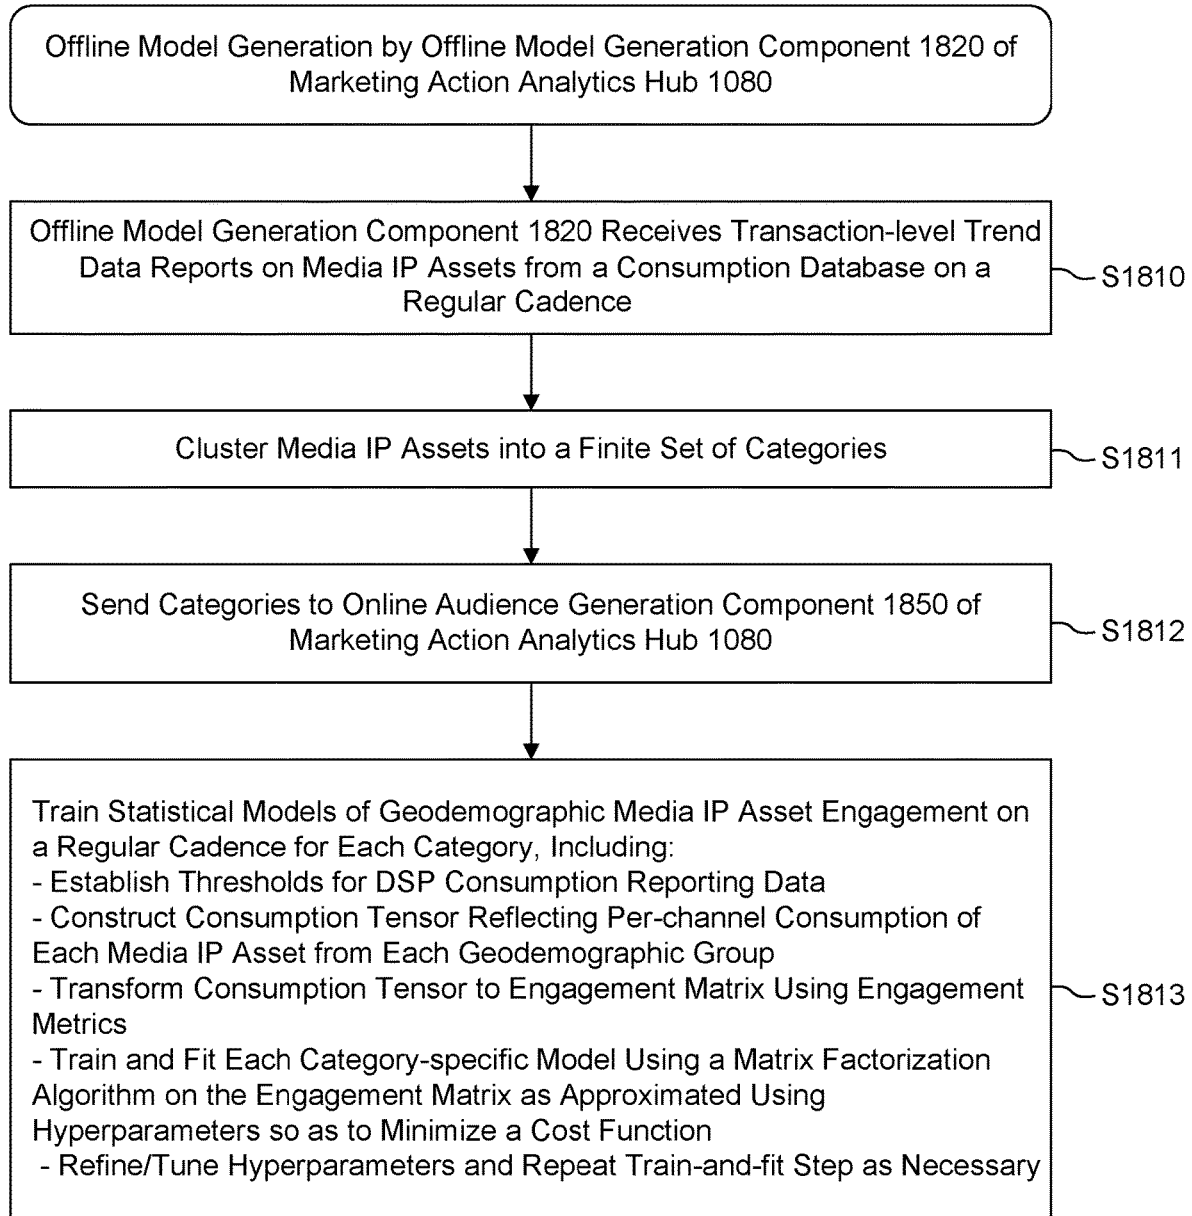 Offline Model Generation by Offline Model Generation Component 1820 of
Marketing Action Analytics Hub 1080
Offline Model Generation Component 1820 Receives Transaction-level Trend
Data Reports on Media IP Assets from a Consumption Database on a
Regular Cadence
S1810
Cluster Media IP Assets into a Finite Set of Categories
S1811
Send Categories to Online Audience Generation Component 1850 of
Marketing Action Analytics Hub 1080
S1812
Train Statistical Models of Geodemographic Media IP Asset Engagement on
a Regular Cadence for Each Category, Including:
- Establish Thresholds for DSP Consumption Reporting Data
- Construct Consumption Tensor Reflecting Per-channel Consumption of
Each Media IP Asset from Each Geodemographic Group
- Transform Consumption Tensor to Engagement Matrix Using Engagement
Metrics
- Train and Fit Each Category-specific Model Using a Matrix Factorization
Algorithm on the Engagement Matrix as Approximated Using
Hyperparameters so as to Minimize a Cost Function
- Refine/Tune Hyperparameters and Repeat Train-and-fit Step as Necessary
S1813